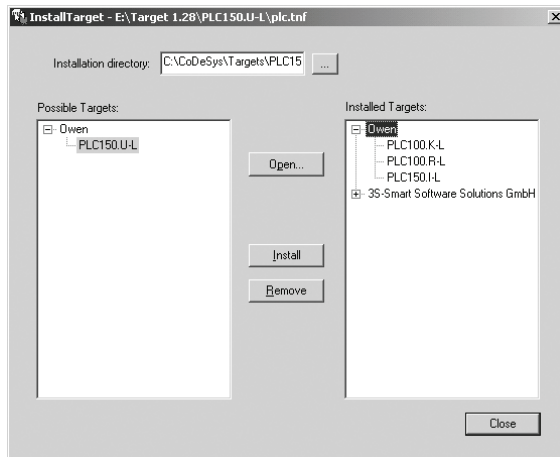 InstallTarget - E:\Target 1.28\PLC150.U-L\plc.tnf
Installation directory: C:\CoDeSys\Targets\PLC15 ...
Possible Targets:
Owen
PLC150.U-L
Open...
Install
Remove
Installed Targets:
Owen
PLC100.K-L
PLC100.R-L
PLC150.I-L
3S-Smart Software Solutions GmbH
Close